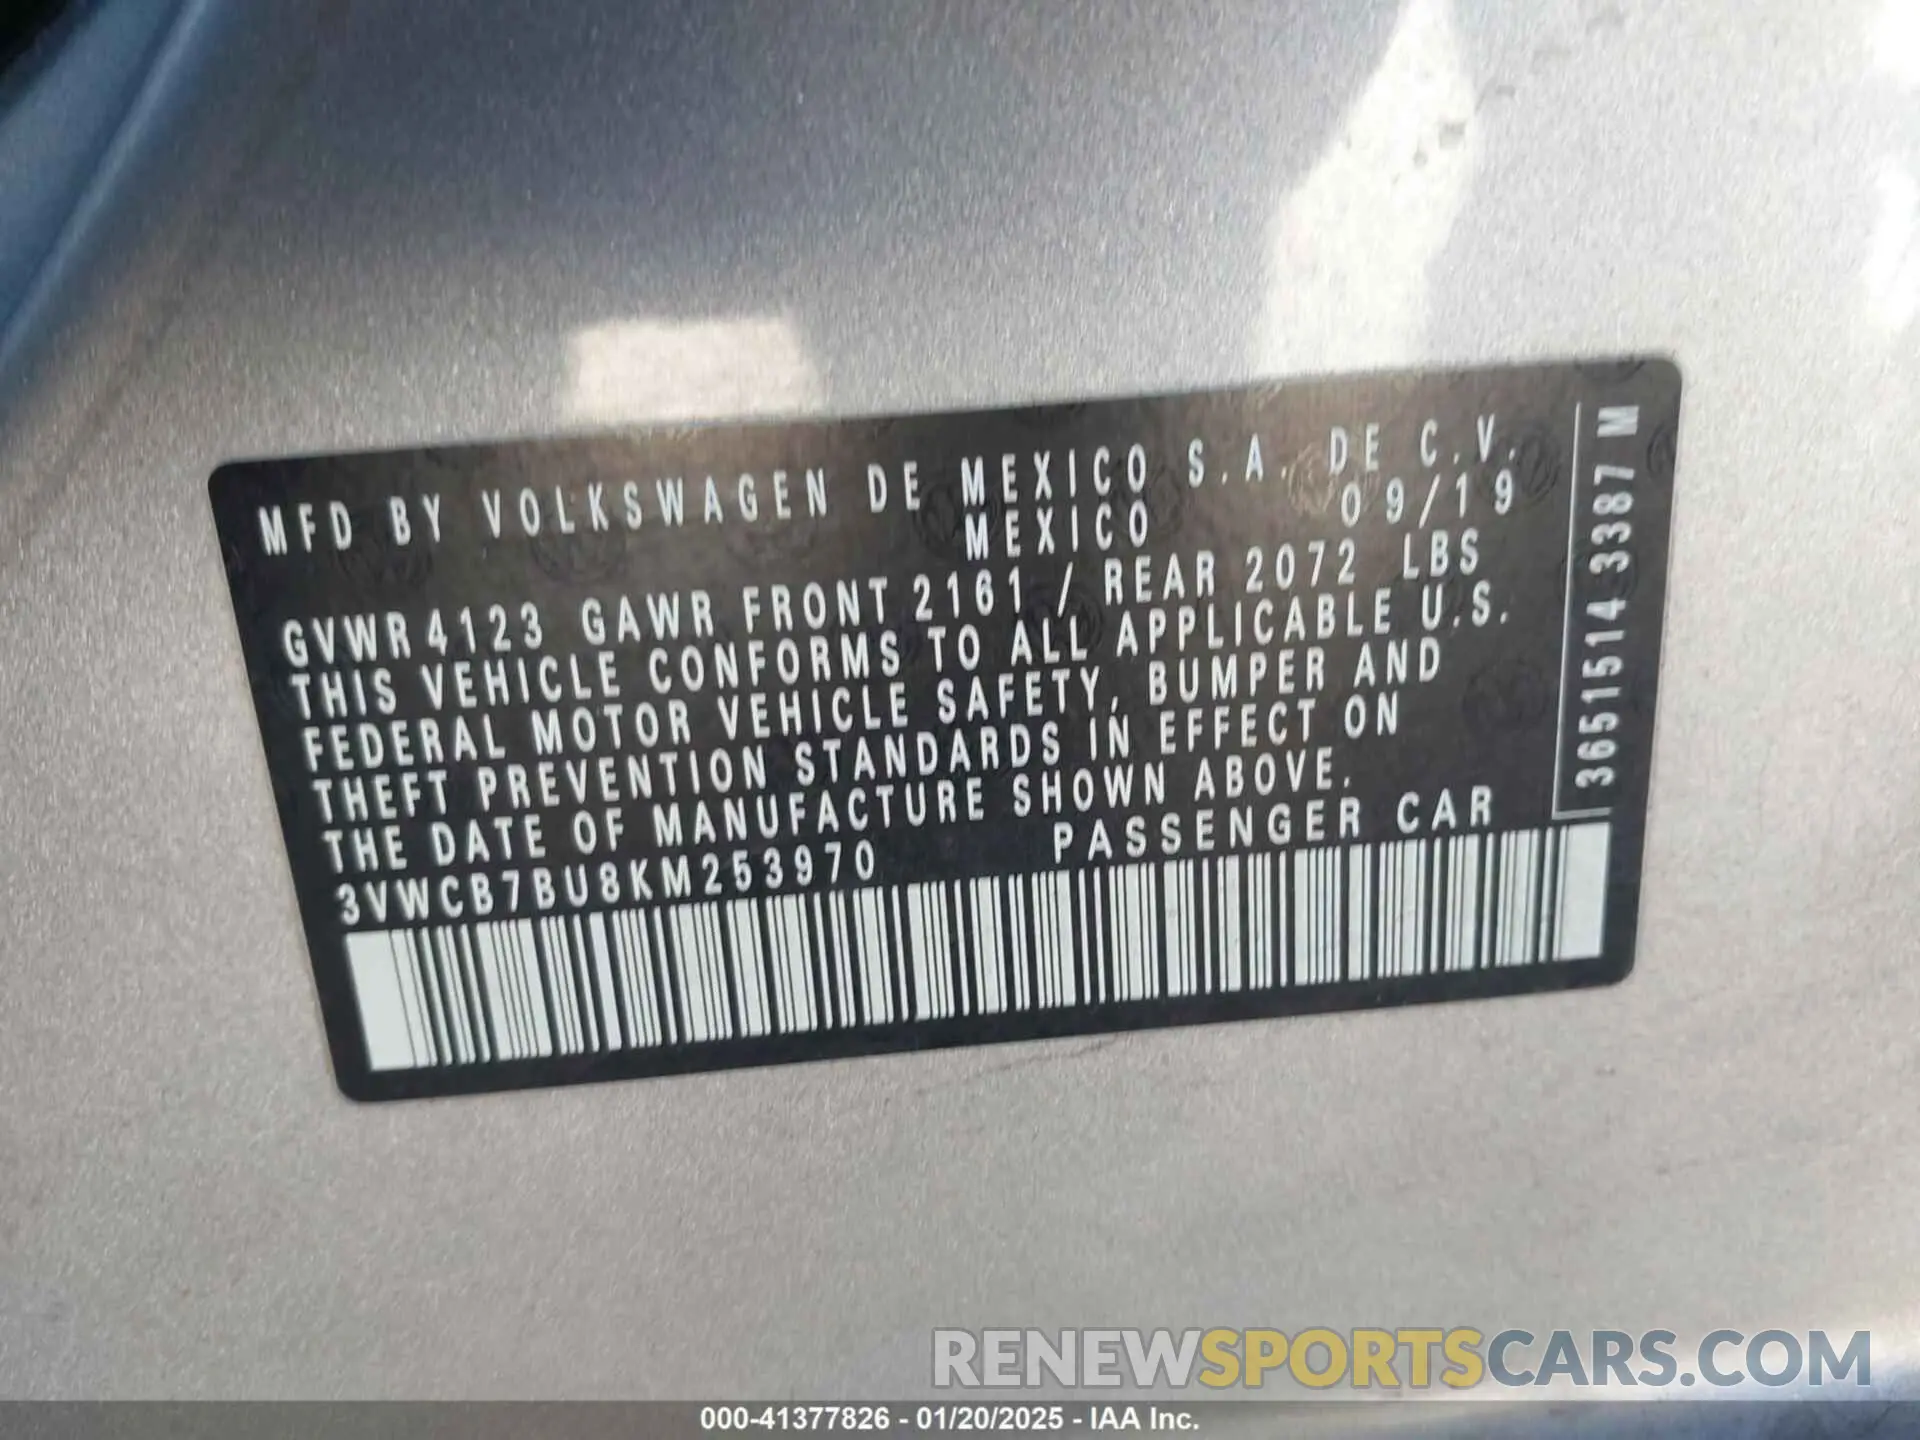 MFD BY VOLKSWAGEN DE MEXICO S.A. DE C.V.
MEXICO 09/19
GVWR 4123 GAWR FRONT 2161 / REAR 2072 LBS
THIS VEHICLE CONFORMS TO ALL APPLICABLE U.S.
FEDERAL MOTOR VEHICLE SAFETY, BUMPER AND
THEFT PREVENTION STANDARDS IN EFFECT ON
THE DATE OF MANUFACTURE SHOWN ABOVE.
3VWCB7BU8KM253970 PASSENGER CAR
3651514 3387 M
RENEWSPORTSCARS.COM
000-41377826 - 01/20/2025 - IAA Inc.